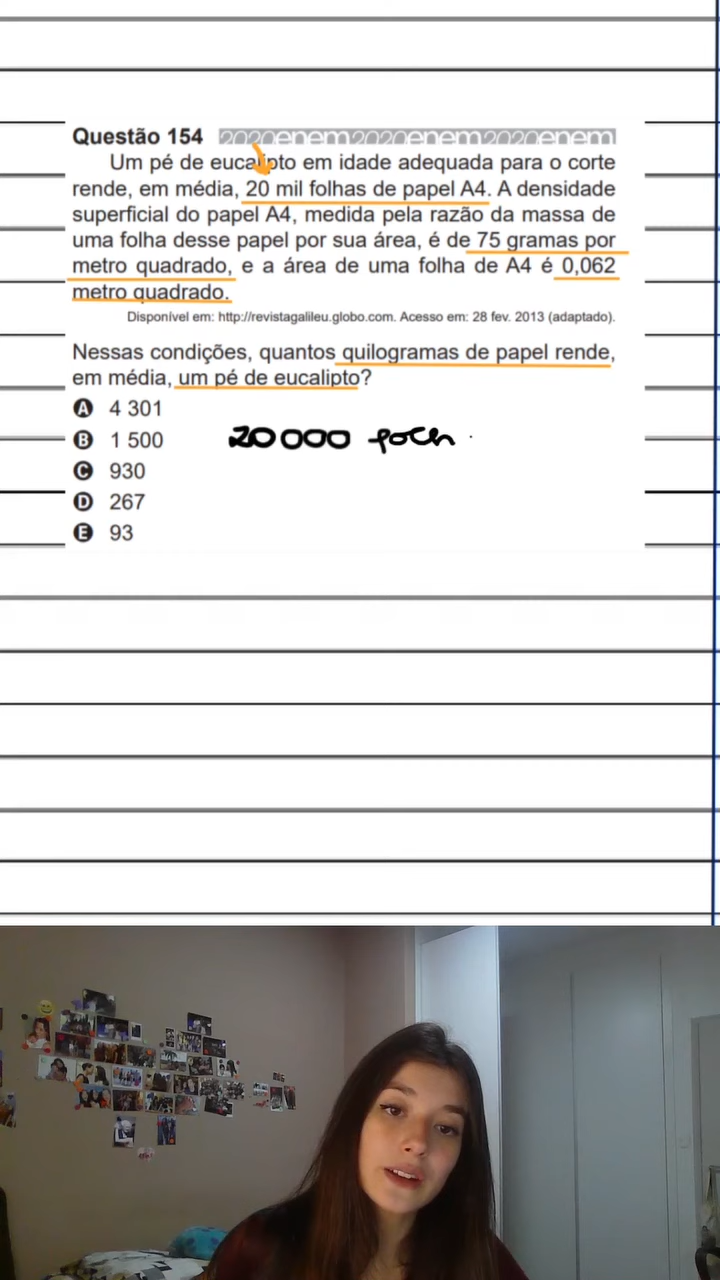 Questão 154 2020enem2020enem2020enem
Um pé de eucalipto em idade adequada para o corte
rende, em média, 20 mil folhas de papel A4. A densidade
superficial do papel A4, medida pela razão da massa de
uma folha desse papel por sua área, é de 75 gramas por
metro quadrado, e a área de uma folha de A4 é 0,062
metro quadrado.
Disponível em: http://revistagalileu.globo.com. Acesso em: 28 fev. 2013 (adaptado).
Nessas condições, quantos quilogramas de papel rende,
em média, um pé de eucalipto?
A 4 301
B 1 500
20000
C 930
D 267
E 93